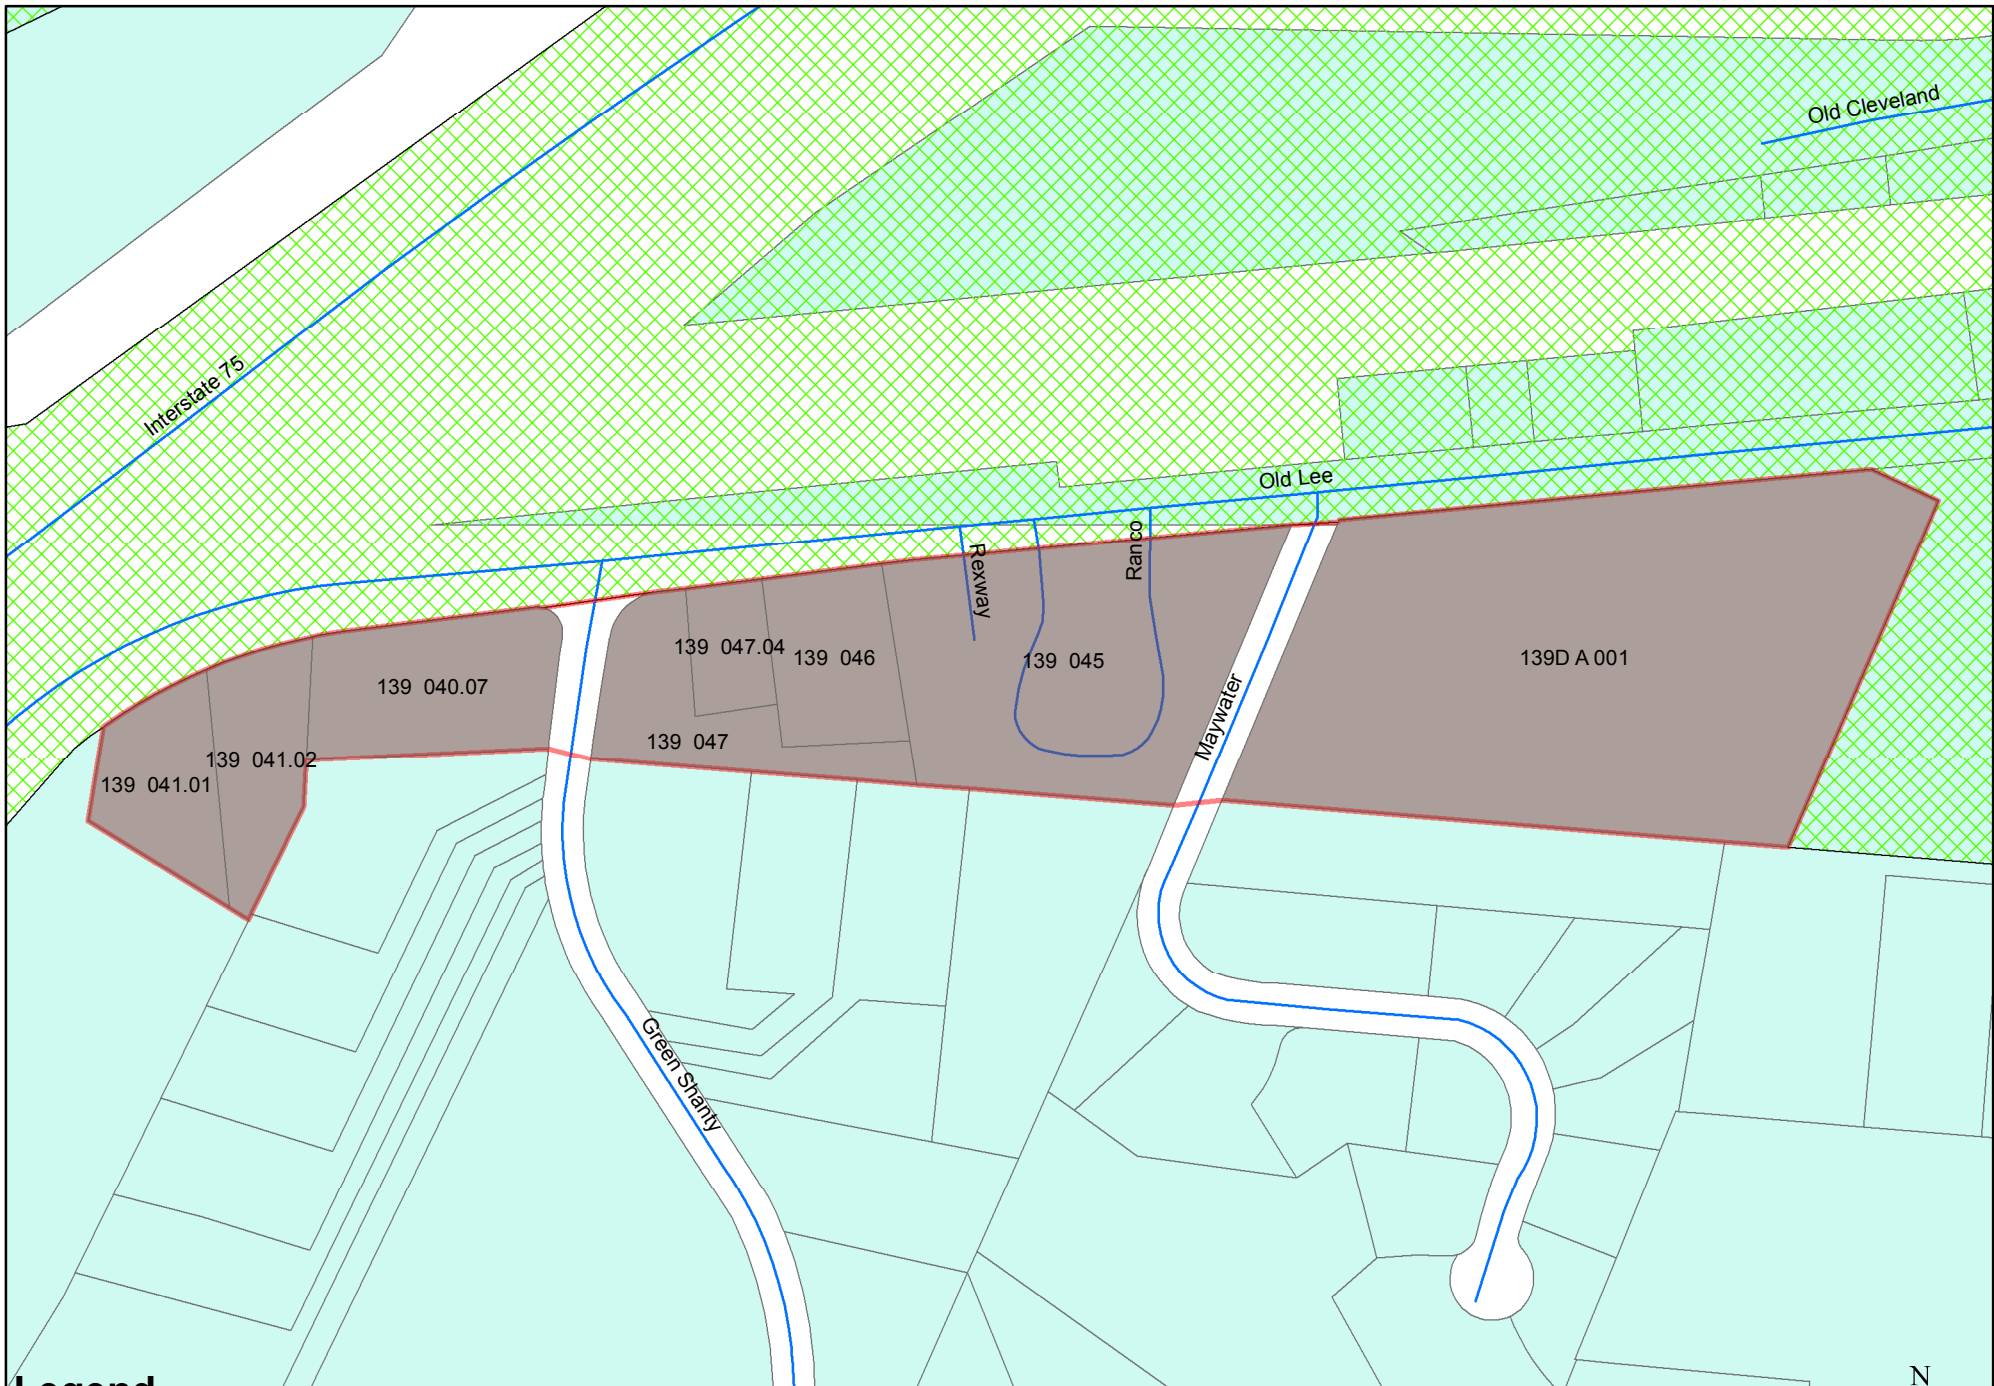 Old Cleveland
Interstate 75
Old Lee
Rexway
Ranco
139 047.04
139 046
139 045
139D A 001
139 040.07
Maywater
139 047
139 041.02
139 041.01
Green Shanty
Legend
N